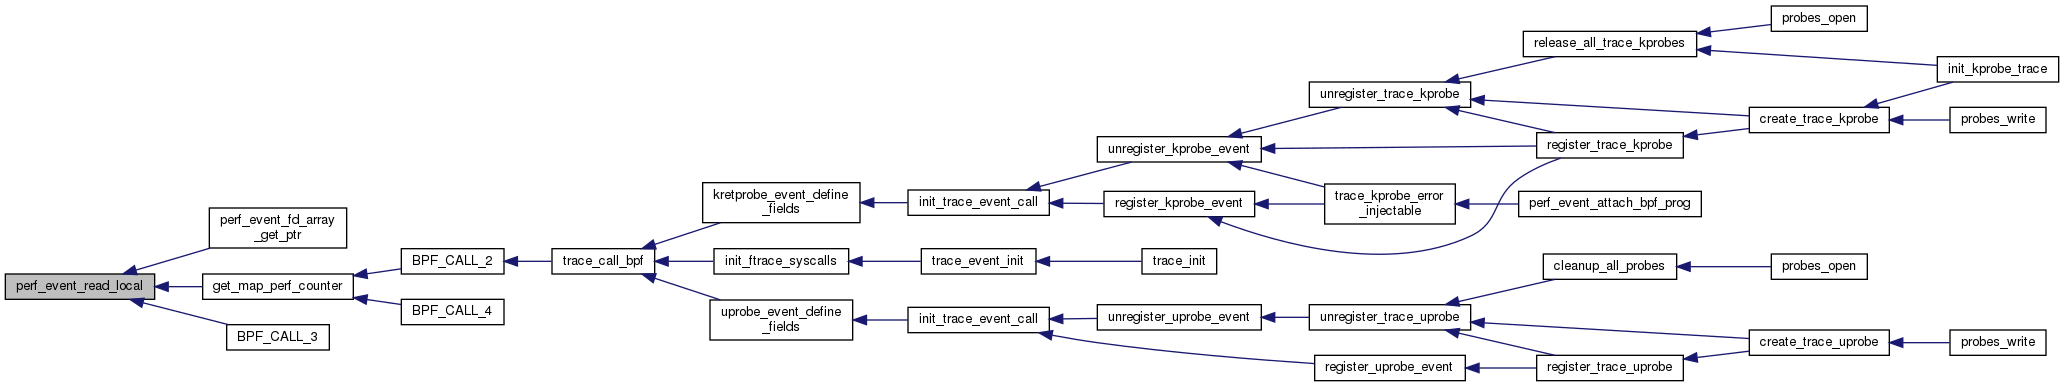 perf_event_read_local
perf_event_fd_array
_get_ptr
get_map_perf_counter
BPF_CALL_3
BPF_CALL_2
BPF_CALL_4
trace_call_bpf
kretprobe_event_define
_fields
init_ftrace_syscalls
uprobe_event_define
_fields
init_trace_event_call
trace_event_init
init_trace_event_call
unregister_kprobe_event
register_kprobe_event
trace_init
unregister_uprobe_event
unregister_trace_kprobe
trace_kprobe_error
_injectable
unregister_trace_uprobe
register_uprobe_event
release_all_trace_kprobes
register_trace_kprobe
perf_event_attach_bpf_prog
cleanup_all_probes
register_trace_uprobe
probes_open
create_trace_kprobe
probes_open
create_trace_uprobe
init_kprobe_trace
probes_write
probes_write